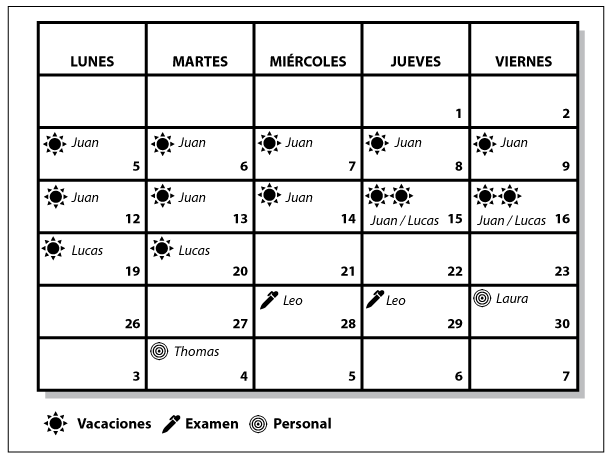 LUNES MARTES MIÉRCOLES JUEVES VIERNES
1 2
Juan Juan Juan Juan Juan
5 6 7 8 9
Juan Juan Juan
Juan / Lucas Juan / Lucas
12 13 14 15 16
Lucas Lucas
19 20 21 22 23
Leo Leo Laura
26 27 28 29 30
Thomas
3 4 5 6 7
Vacaciones Examen Personal